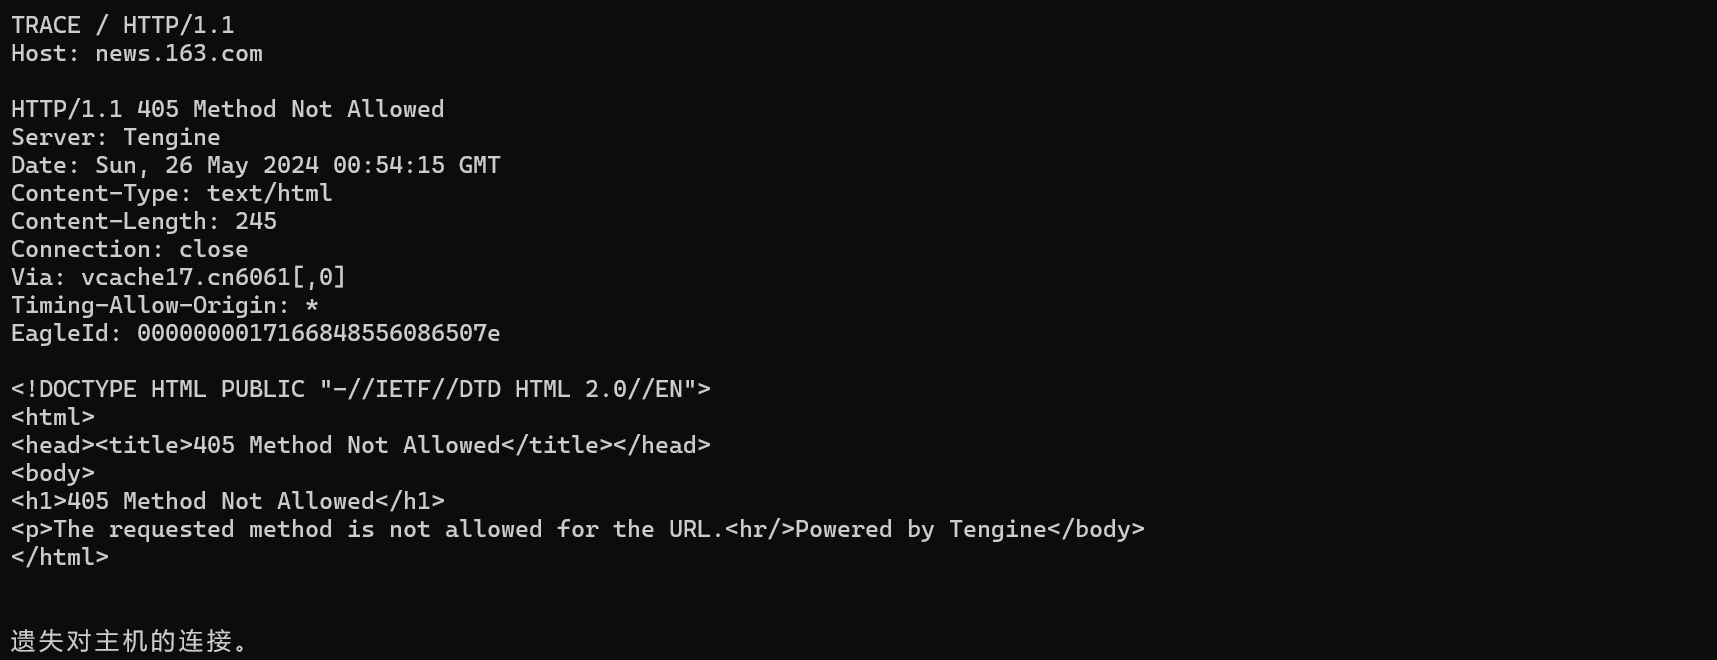 TRACE / HTTP/1.1
Host: news.163.com
HTTP/1.1 405 Method Not Allowed
Server: Tengine
Date: Sun, 26 May 2024 00:54:15 GMT
Content-Type: text/html
Content-Length: 245
Connection: close
Via: vcache17.cn6061[,0]
Timing-Allow-Origin: *
EagleId: 0000000017166848556086507e
<!DOCTYPE HTML PUBLIC "-//IETF//DTD HTML 2.0//EN">
<html>
<head><title>405 Method Not Allowed</title></head>
<body>
<h1>405 Method Not Allowed</h1>
<p>The requested method is not allowed for the URL.<hr/>Powered by Tengine</body>
</html>
遗失对主机的连接。